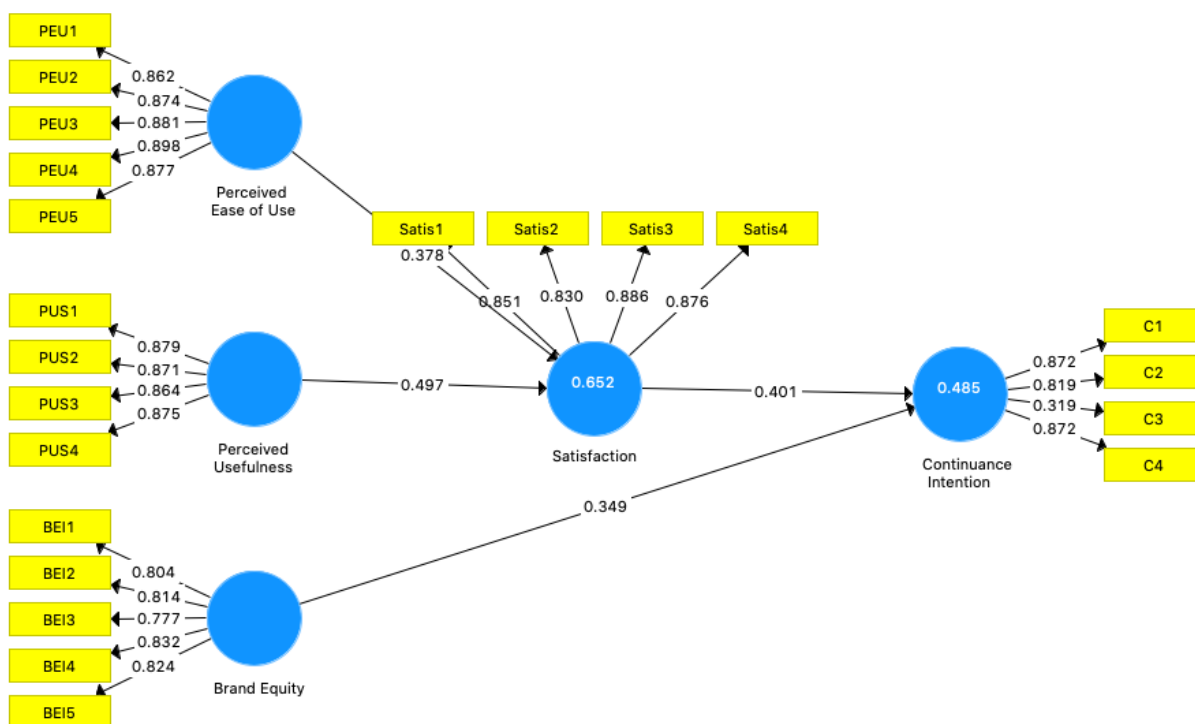 PEU1
PEU2
PEU3
PEU4
PEU5
0.862
0.874
0.881
0.898
0.877
Perceived
Ease of Use
Satis1
Satis2
Satis3
Satis4
0.378
0.851
0.830
0.886
0.876
PUS1
PUS2
PUS3
PUS4
0.879
0.871
0.864
0.875
Perceived
Usefulness
0.497
0.652
Satisfaction
0.401
0.485
Continuance
Intention
0.872
0.819
0.319
0.872
C1
C2
C3
C4
0.349
BEI1
BEI2
BEI3
BEI4
BEI5
0.804
0.814
0.777
0.832
0.824
Brand Equity